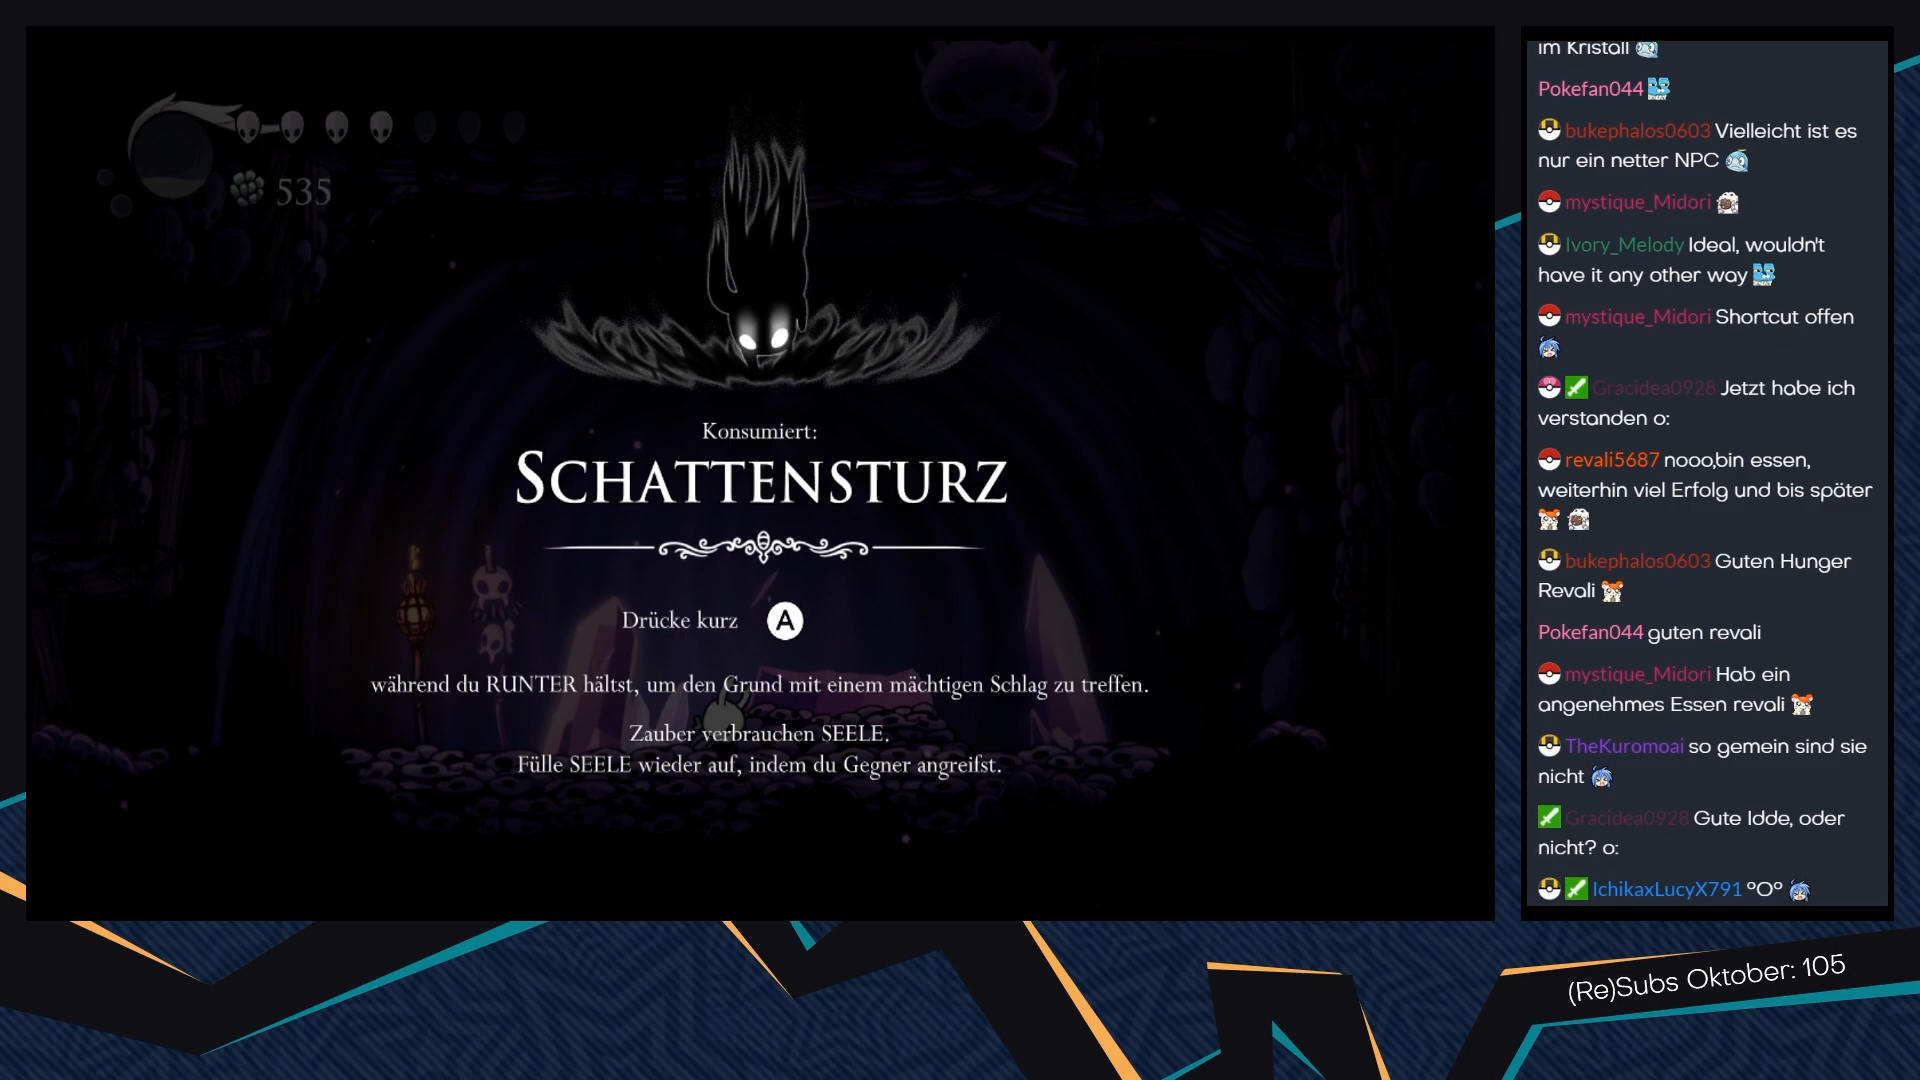 535
Konsumiert:
SCHATTENSTURZ
Drücke kurz A
während du RUNTER hältst, um den Grund mit einem mächtigen Schlag zu treffen.
Zauber verbrauchen SEELE.
Fülle SEELE wieder auf, indem du Gegner angreifst.
im Kristall
Pokefan044
bukephalos0603 Vielleicht ist es
nur ein netter NPC
mystique_Midori
Ivory_Melody Ideal, wouldn't
have it any other way
mystique_Midori Shortcut offen
Gracidea0928 Jetzt habe ich
verstanden o:
revali5687 nooo,bin essen,
weiterhin viel Erfolg und bis später
bukephalos0603 Guten Hunger
Revali
Pokefan044 guten revali
mystique_Midori Hab ein
angenehmes Essen revali
TheKuromoai so gemein sind sie
nicht
Gracidea0928 Gute Idde, oder
nicht? o:
IchikaxLucyX791 °O°
(Re)Subs Oktober: 105